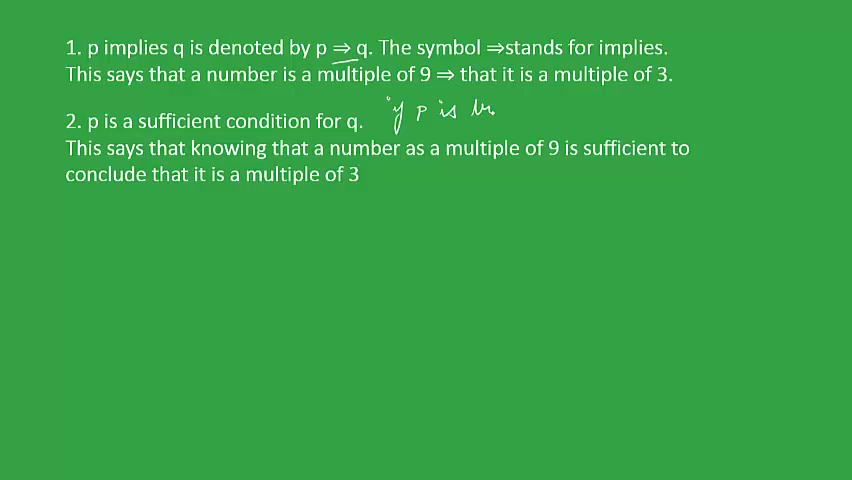 1. p implies q is denoted by p ⇒ q. The symbol ⇒stands for implies.
This says that a number is a multiple of 9 ⇒ that it is a multiple of 3.
if p is
2. p is a sufficient condition for q.
This says that knowing that a number as a multiple of 9 is sufficient to
conclude that it is a multiple of 3